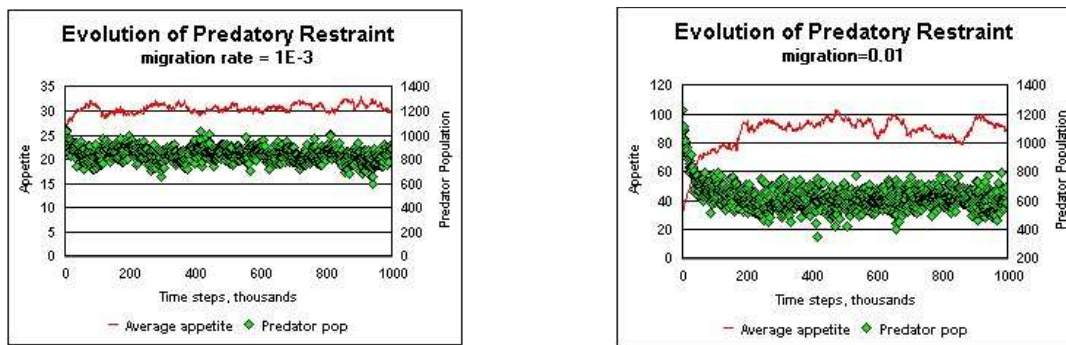 Evolution of Predatory Restraint
migration rate = 1E-3
35
30
25
20
15
10
5
0
Appetite
1400
1200
1000
800
600
400
200
0
Predator Population
0 200 400 600 800 1000
Time steps, thousands
Average appetite Predator pop
Evolution of Predatory Restraint
migration=0.01
120
100
80
60
40
20
0
Appetite
1400
1200
1000
800
600
400
200
Predator Population
0 200 400 600 800 1000
Time steps, thousands
Average appetite Predator pop